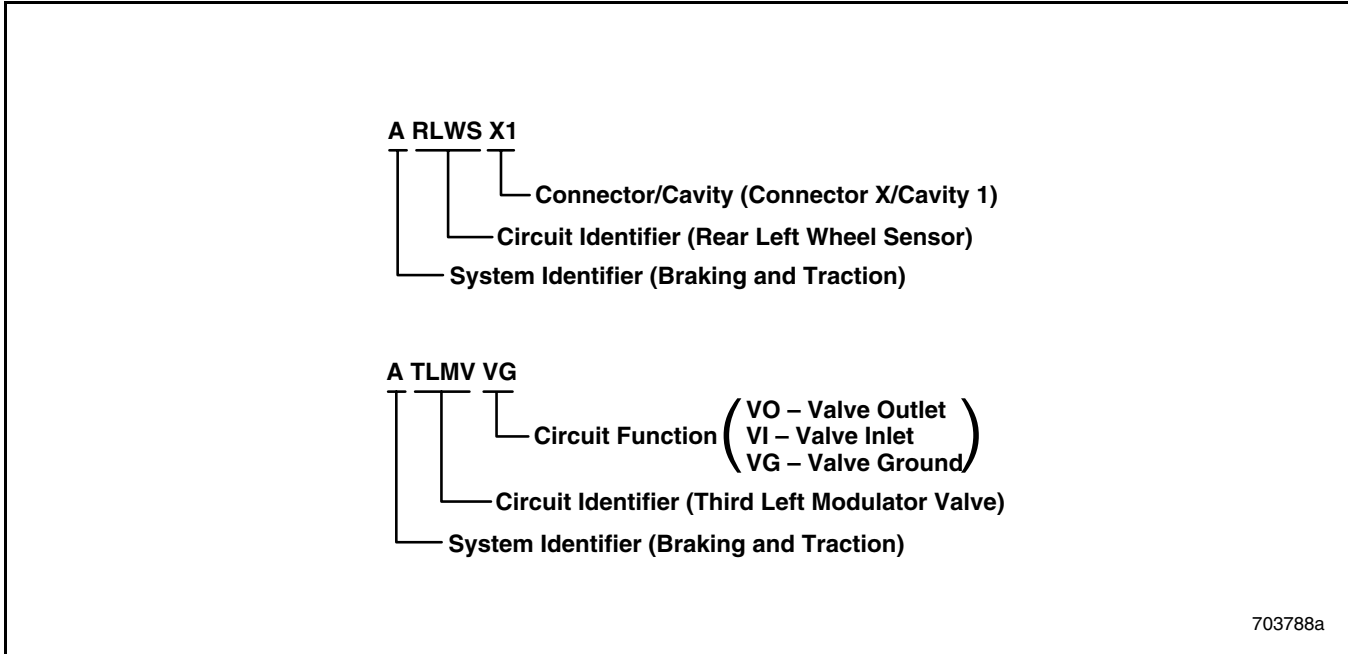 A RLWS X1
Connector/Cavity (Connector X/Cavity 1)
Circuit Identifier (Rear Left Wheel Sensor)
System Identifier (Braking and Traction)
A TLMV VG
VO – Valve Outlet
Circuit Function ( VI – Valve Inlet )
VG – Valve Ground
Circuit Identifier (Third Left Modulator Valve)
System Identifier (Braking and Traction)
703788a